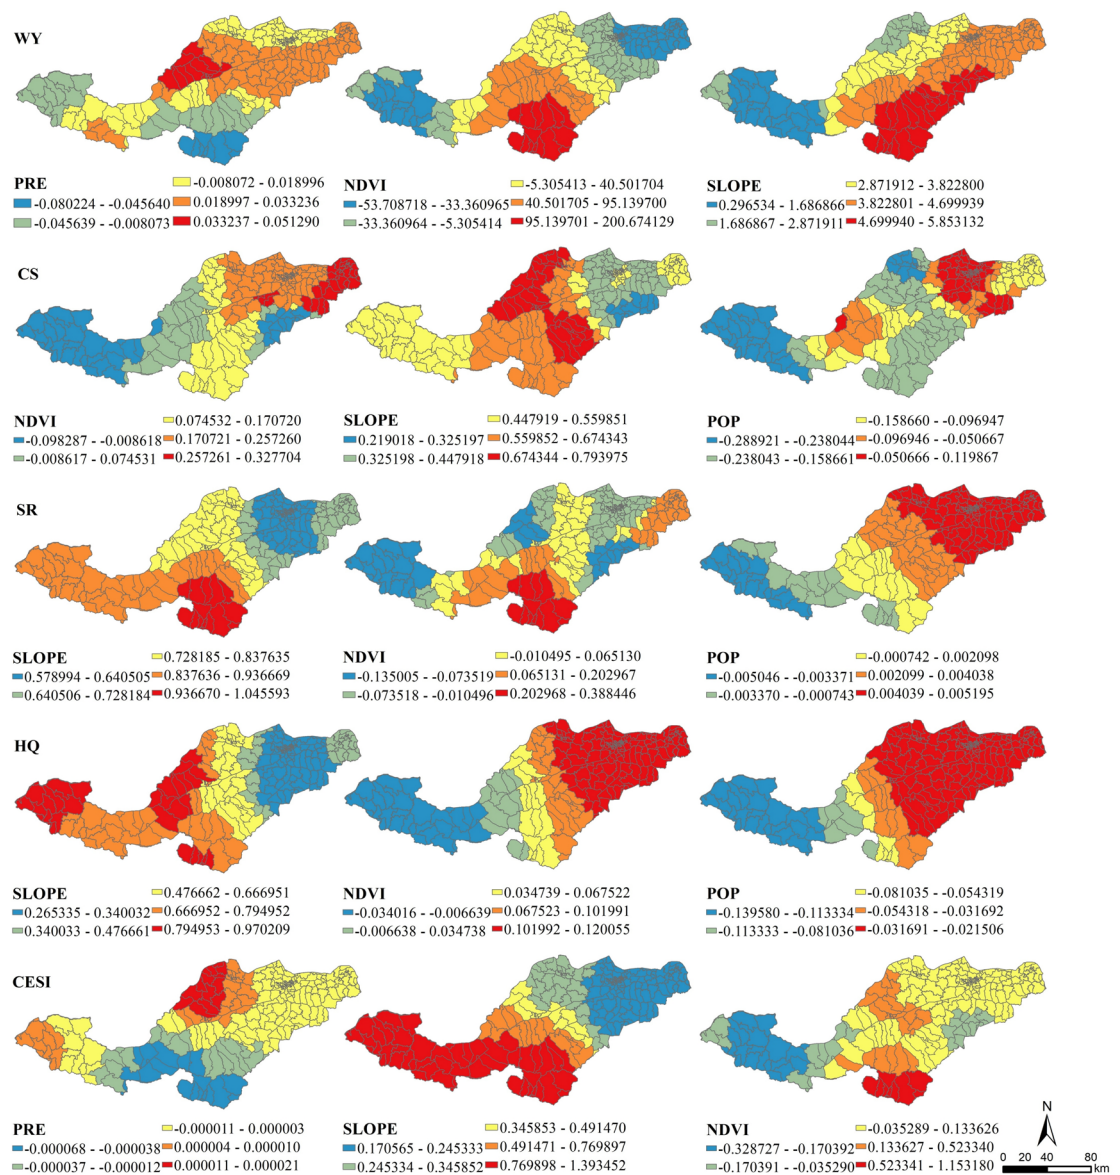 WY
PRE
-0.080224 - -0.045640
-0.045639 - -0.008073
-0.008072 - 0.018996
0.018997 - 0.033236
0.033237 - 0.051290
NDVI
-53.708718 - -33.360965
-33.360964 - -5.305414
-5.305413 - 40.501704
40.501705 - 95.139700
95.139701 - 200.674129
SLOPE
0.296534 - 1.686866
1.686867 - 2.871911
2.871912 - 3.822800
3.822801 - 4.699939
4.699940 - 5.853132
CS
NDVI
-0.098287 - -0.008618
-0.008617 - 0.074531
0.074532 - 0.170720
0.170721 - 0.257260
0.257261 - 0.327704
SLOPE
0.219018 - 0.325197
0.325198 - 0.447918
0.447919 - 0.559851
0.559852 - 0.674343
0.674344 - 0.793975
POP
-0.288921 - -0.238044
-0.238043 - -0.158661
-0.158660 - -0.096947
-0.096946 - -0.050667
-0.050666 - 0.119867
SR
SLOPE
0.578994 - 0.640505
0.640506 - 0.728184
0.728185 - 0.837635
0.837636 - 0.936669
0.936670 - 1.045593
NDVI
-0.135005 - -0.073519
-0.073518 - -0.010496
-0.010495 - 0.065130
0.065131 - 0.202967
0.202968 - 0.388446
POP
-0.005046 - -0.003371
-0.003370 - -0.000743
-0.000742 - 0.002098
0.002099 - 0.004038
0.004039 - 0.005195
HQ
SLOPE
0.265335 - 0.340032
0.340033 - 0.476661
0.476662 - 0.666951
0.666952 - 0.794952
0.794953 - 0.970209
NDVI
-0.034016 - -0.006639
-0.006638 - 0.034738
0.034739 - 0.067522
0.067523 - 0.101991
0.101992 - 0.120055
POP
-0.139580 - -0.113334
-0.113333 - -0.081036
-0.081035 - -0.054319
-0.054318 - -0.031692
-0.031691 - -0.021506
CESI
PRE
-0.000068 - -0.000038
-0.000037 - -0.000012
-0.000011 - 0.000003
0.000004 - 0.000010
0.000011 - 0.000021
SLOPE
0.170565 - 0.245333
0.245334 - 0.345852
0.345853 - 0.491470
0.491471 - 0.769897
0.769898 - 1.393452
NDVI
-0.328727 - -0.170392
-0.170391 - -0.035290
-0.035289 - 0.133626
0.133627 - 0.523340
0.523341 - 1.153180
N
0 20 40 80
km